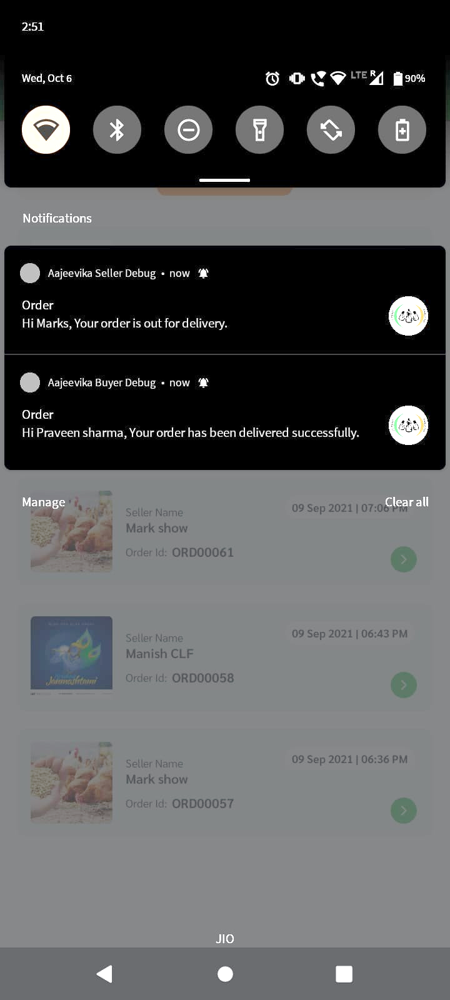 2:51
Wed, Oct 6
LTE R 90%
Notifications
Aajeevika Seller Debug • now
Order
Hi Marks, Your order is out for delivery.
Aajeevika Buyer Debug • now
Order
Hi Praveen sharma, Your order has been delivered successfully.
Manage
Clear all
Seller Name
09 Sep 2021 | 07:06 PM
Mark show
Order Id: ORD00061
Seller Name
09 Sep 2021 | 06:43 PM
Manish CLF
Order Id: ORD00058
Janmashtami
Seller Name
09 Sep 2021 | 06:36 PM
Mark show
Order Id: ORD00057
JIO